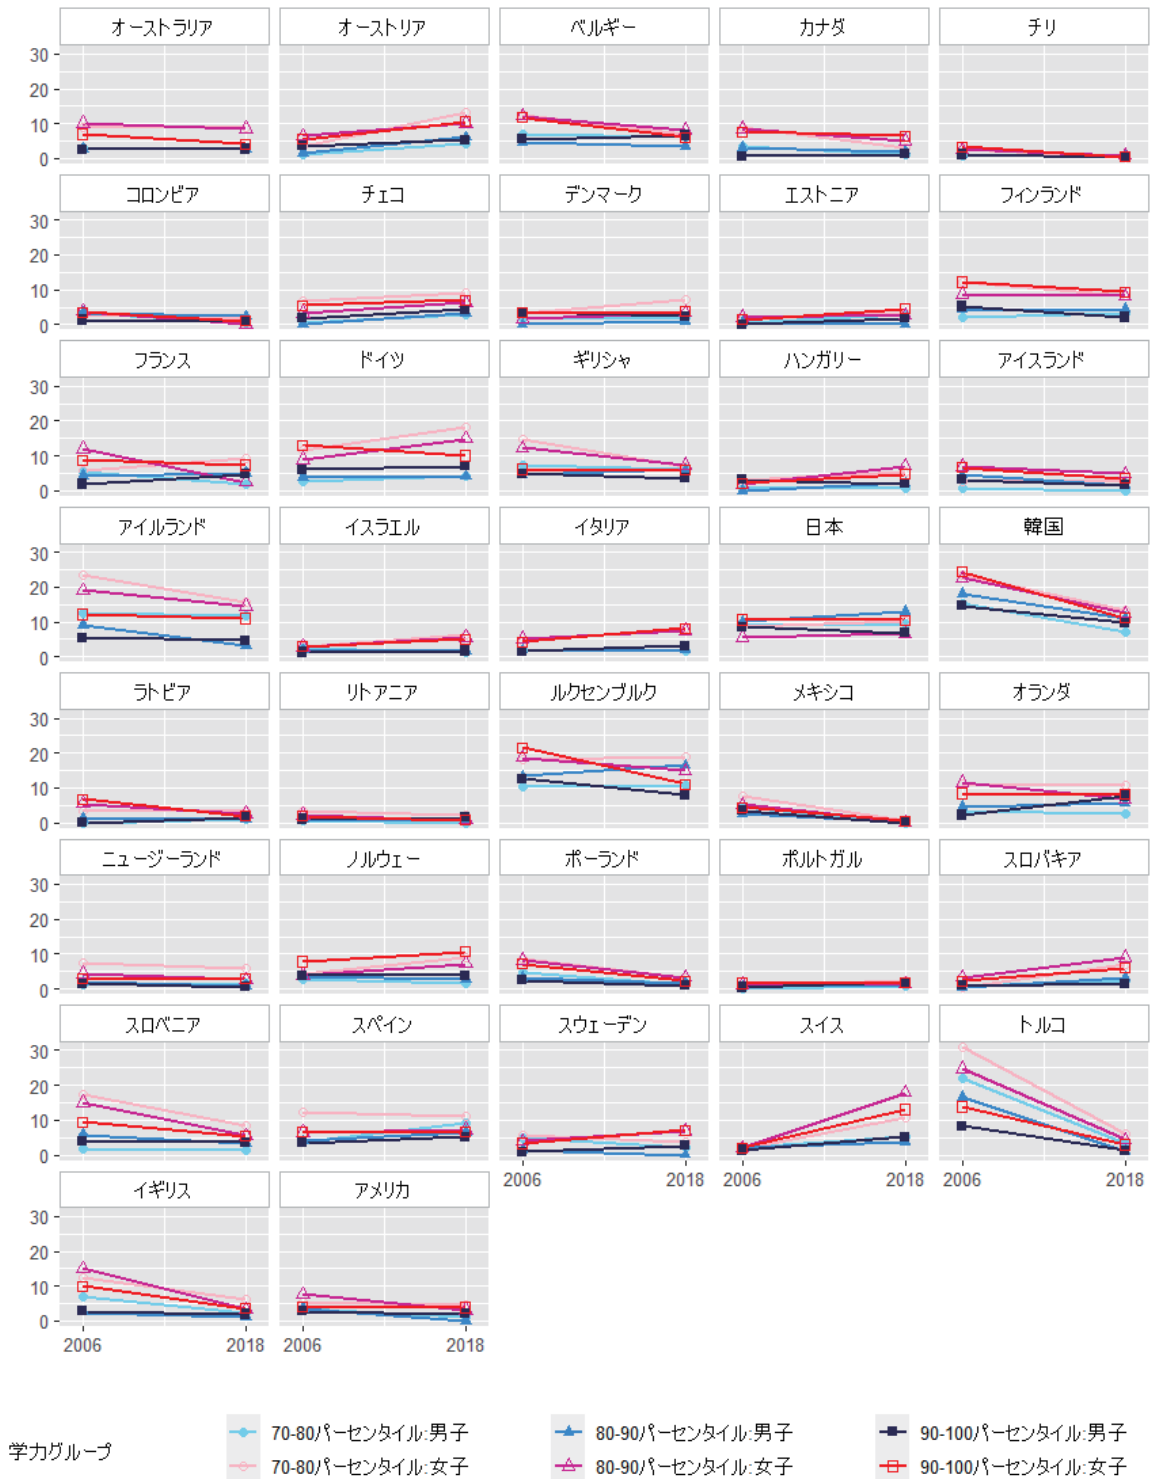 オーストラリア オーストリア ベルギー カナダ チリ
30
20
10
0
コロンビア チェコ デンマーク エストニア フィンランド
30
20
10
0
フランス ドイツ ギリシャ ハンガリー アイスランド
30
20
10
0
アイルランド イスラエル イタリア 日本 韓国
30
20
10
0
ラトビア リトアニア ルクセンブルク メキシコ オランダ
30
20
10
0
ニュージーランド ノルウェー ポーランド ポルトガル スロバキア
30
20
10
0
スロベニア スペイン スウェーデン スイス トルコ
30
20
10
0
2006 2018 2006 2018 2006 2018
イギリス アメリカ
30
20
10
0
2006 2018 2006 2018
学力グループ
70-80パーセンタイル:男子 80-90パーセンタイル:男子 90-100パーセンタイル:男子
70-80パーセンタイル:女子 80-90パーセンタイル:女子 90-100パーセンタイル:女子